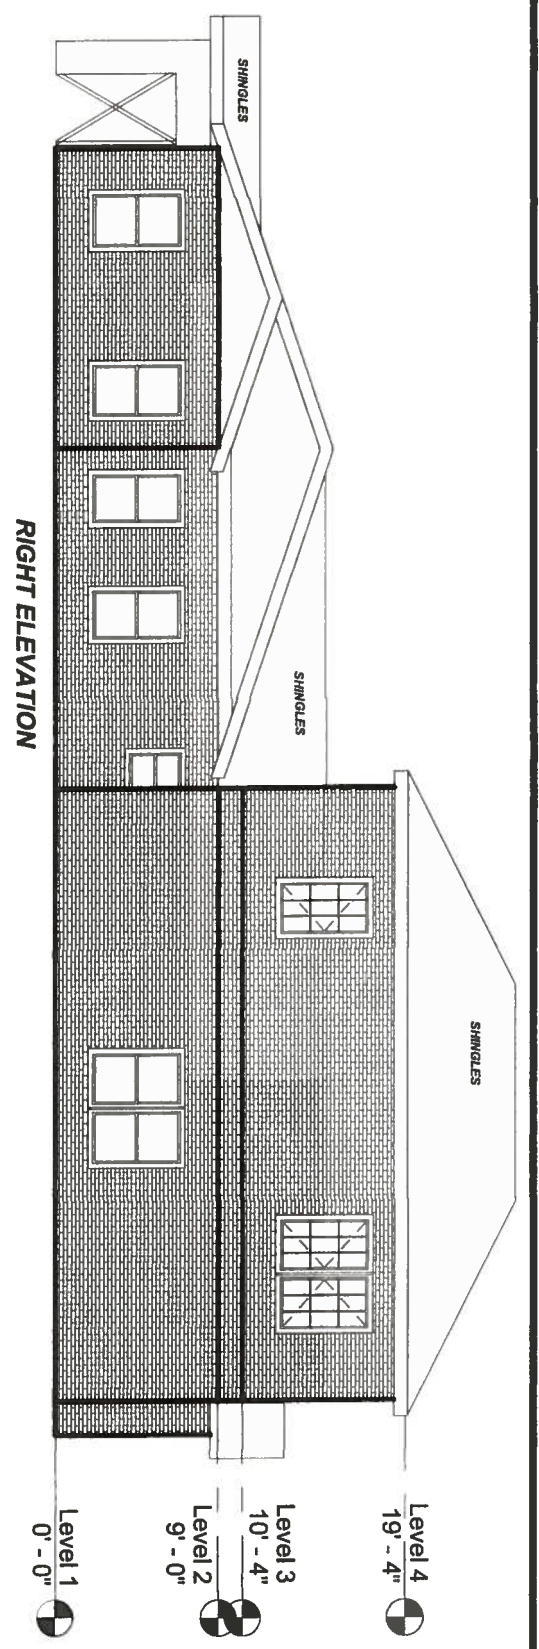 SHINGLES
SHINGLES
SHINGLES
Level 4
19' - 4"
Level 3
10' - 4"
Level 2
9' - 0"
Level 1
0' - 0"
RIGHT ELEVATION